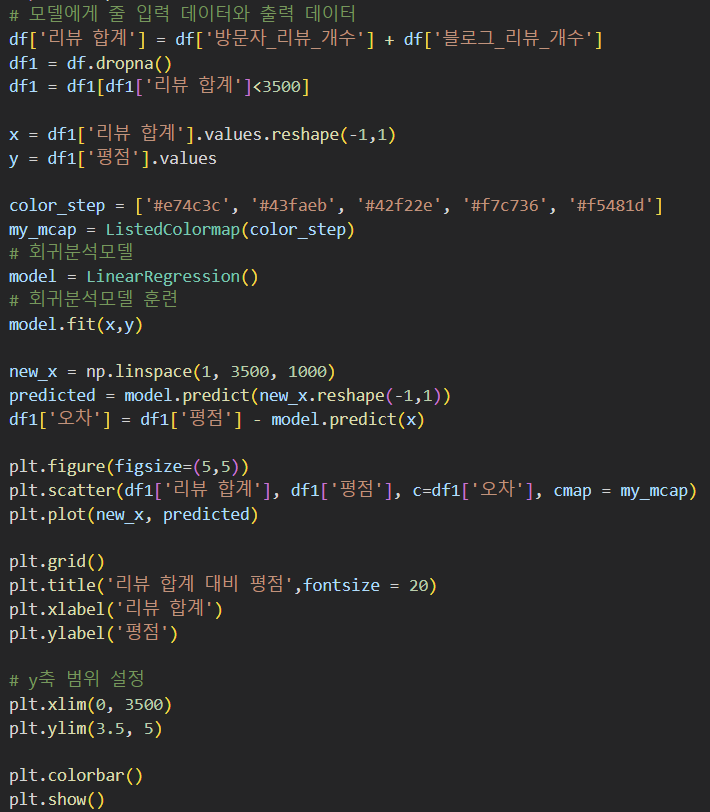 # 모델에게 줄 입력 데이터와 출력 데이터
df['리뷰 합계'] = df['방문자_리뷰_개수'] + df['블로그_리뷰_개수']
df1 = df.dropna()
df1 = df1[df1['리뷰 합계']<3500]
x = df1['리뷰 합계'].values.reshape(-1,1)
y = df1['평점'].values
color_step = ['#e74c3c', '#43faeb', '#42f22e', '#f7c736', '#f5481d']
my_mcap = ListedColormap(color_step)
# 회귀분석모델
model = LinearRegression()
# 회귀분석모델 훈련
model.fit(x,y)
new_x = np.linspace(1, 3500, 1000)
predicted = model.predict(new_x.reshape(-1,1))
df1['오차'] = df1['평점'] - model.predict(x)
plt.figure(figsize=(5,5))
plt.scatter(df1['리뷰 합계'], df1['평점'], c=df1['오차'], cmap = my_mcap)
plt.plot(new_x, predicted)
plt.grid()
plt.title('리뷰 합계 대비 평점',fontsize = 20)
plt.xlabel('리뷰 합계')
plt.ylabel('평점')
# y축 범위 설정
plt.xlim(0, 3500)
plt.ylim(3.5, 5)
plt.colorbar()
plt.show()